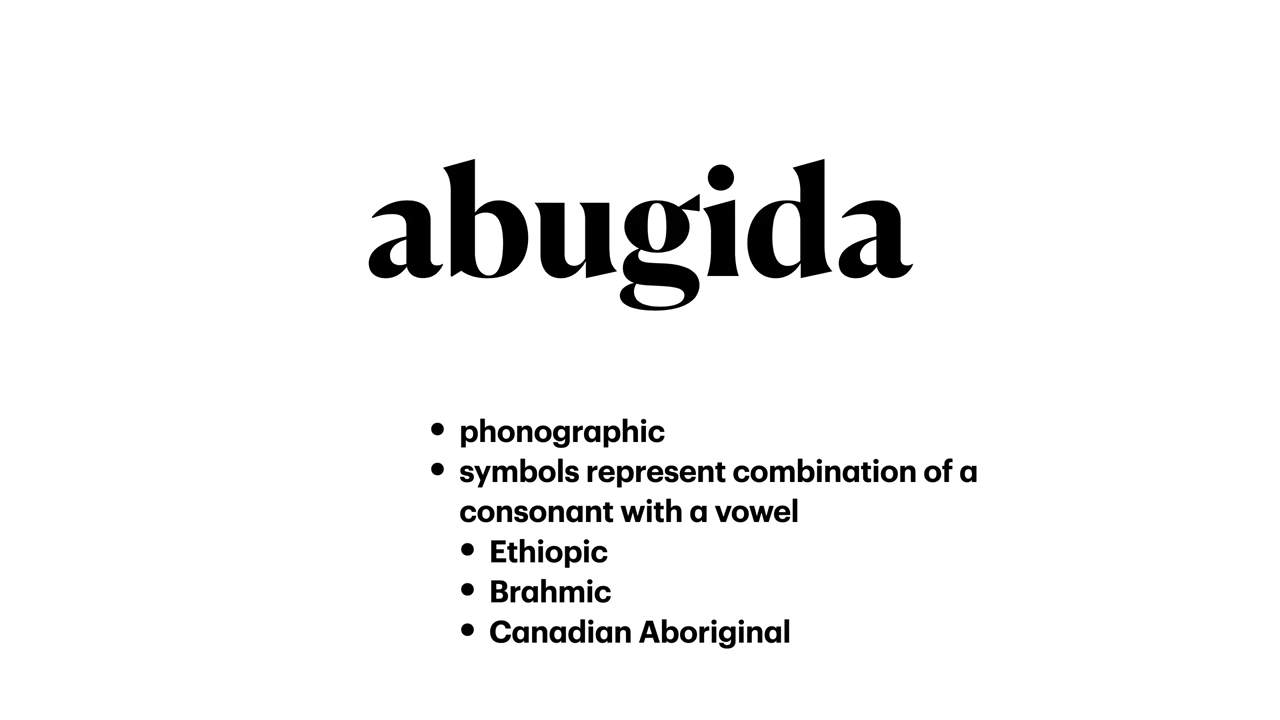 abugida
• phonographic
• symbols represent combination of a
consonant with a vowel
• Ethiopic
• Brahmic
• Canadian Aboriginal